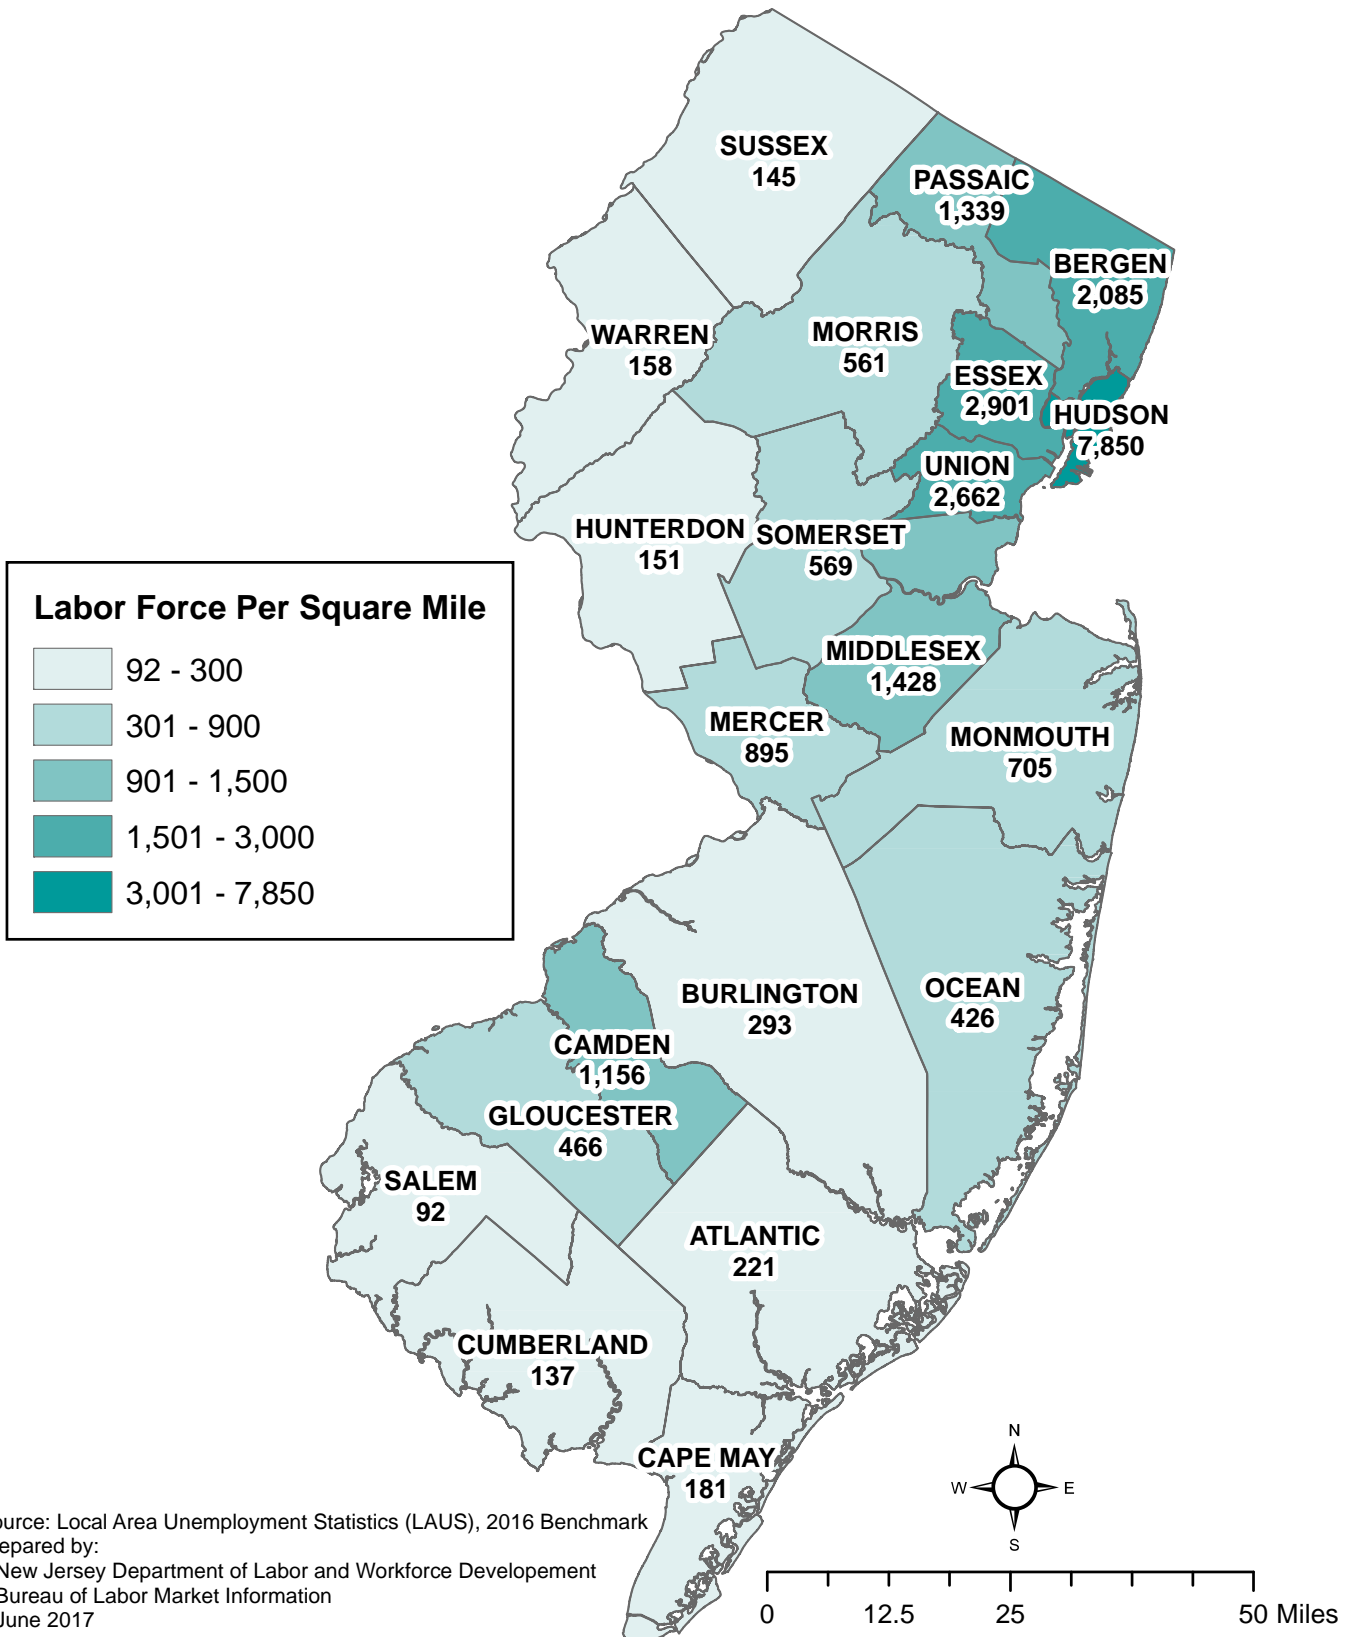 SUSSEX
145
PASSAIC
1,339
BERGEN
2,085
WARREN
158
MORRIS
561
ESSEX
2,901
HUDSON
7,850
UNION
2,662
HUNTERDON
151
SOMERSET
569
Labor Force Per Square Mile
92 - 300
301 - 900
901 - 1,500
1,501 - 3,000
3,001 - 7,850
MIDDLESEX
1,428
MERCER
895
MONMOUTH
705
BURLINGTON
293
OCEAN
426
CAMDEN
1,156
GLOUCESTER
466
SALEM
92
ATLANTIC
221
CUMBERLAND
137
CAPE MAY
181
N
W
E
S
ource: Local Area Unemployment Statistics (LAUS), 2016 Benchmark
epared by:
New Jersey Department of Labor and Workforce Developement
Bureau of Labor Market Information
June 2017
0 12.5 25 50 Miles